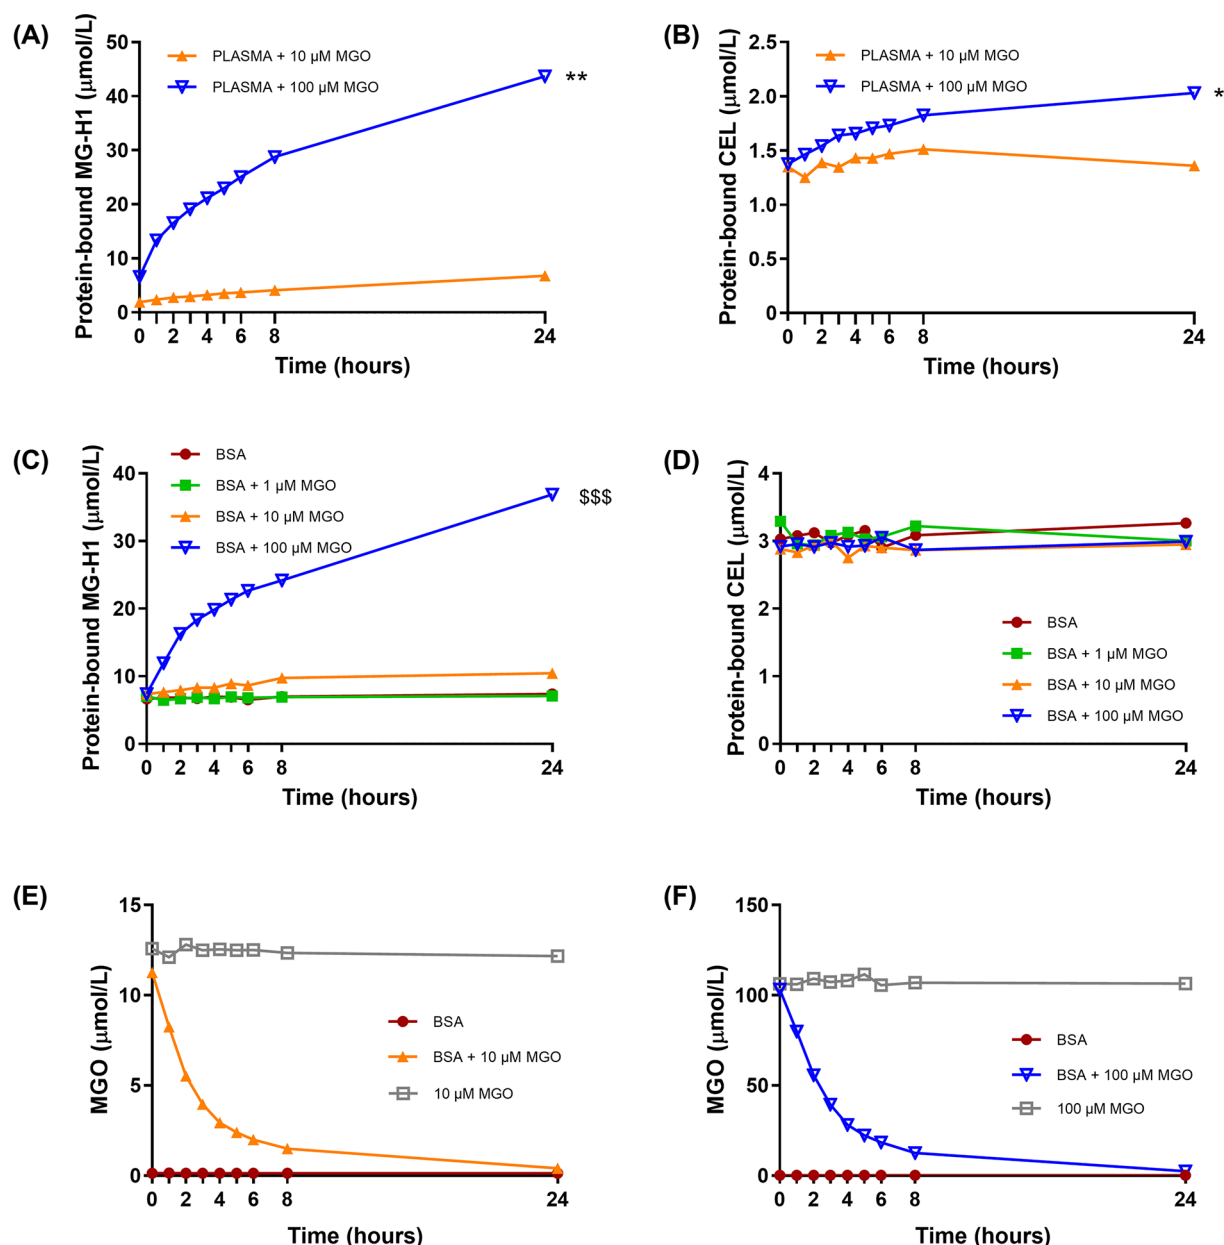 (A)
Protein-bound MG-H1 (µmol/L)
50
40
30
20
10
0
PLASMA + 10 µM MGO
PLASMA + 100 µM MGO
**
0 2 4 6 8 24
Time (hours)
(B)
Protein-bound CEL (µmol/L)
2.5
2.0
1.5
1.0
0.5
0
PLASMA + 10 µM MGO
PLASMA + 100 µM MGO
*
0 2 4 6 8 24
Time (hours)
(C)
Protein-bound MG-H1 (µmol/L)
40
30
20
10
0
BSA
BSA + 1 µM MGO
BSA + 10 µM MGO
BSA + 100 µM MGO
$$$
0 2 4 6 8 24
Time (hours)
(D)
Protein-bound CEL (µmol/L)
4
3
2
1
0
BSA
BSA + 1 µM MGO
BSA + 10 µM MGO
BSA + 100 µM MGO
0 2 4 6 8 24
Time (hours)
(E)
MGO (µmol/L)
15
10
5
0
BSA
BSA + 10 µM MGO
10 µM MGO
0 2 4 6 8 24
Time (hours)
(F)
MGO (µmol/L)
150
100
50
0
BSA
BSA + 100 µM MGO
100 µM MGO
0 2 4 6 8 24
Time (hours)